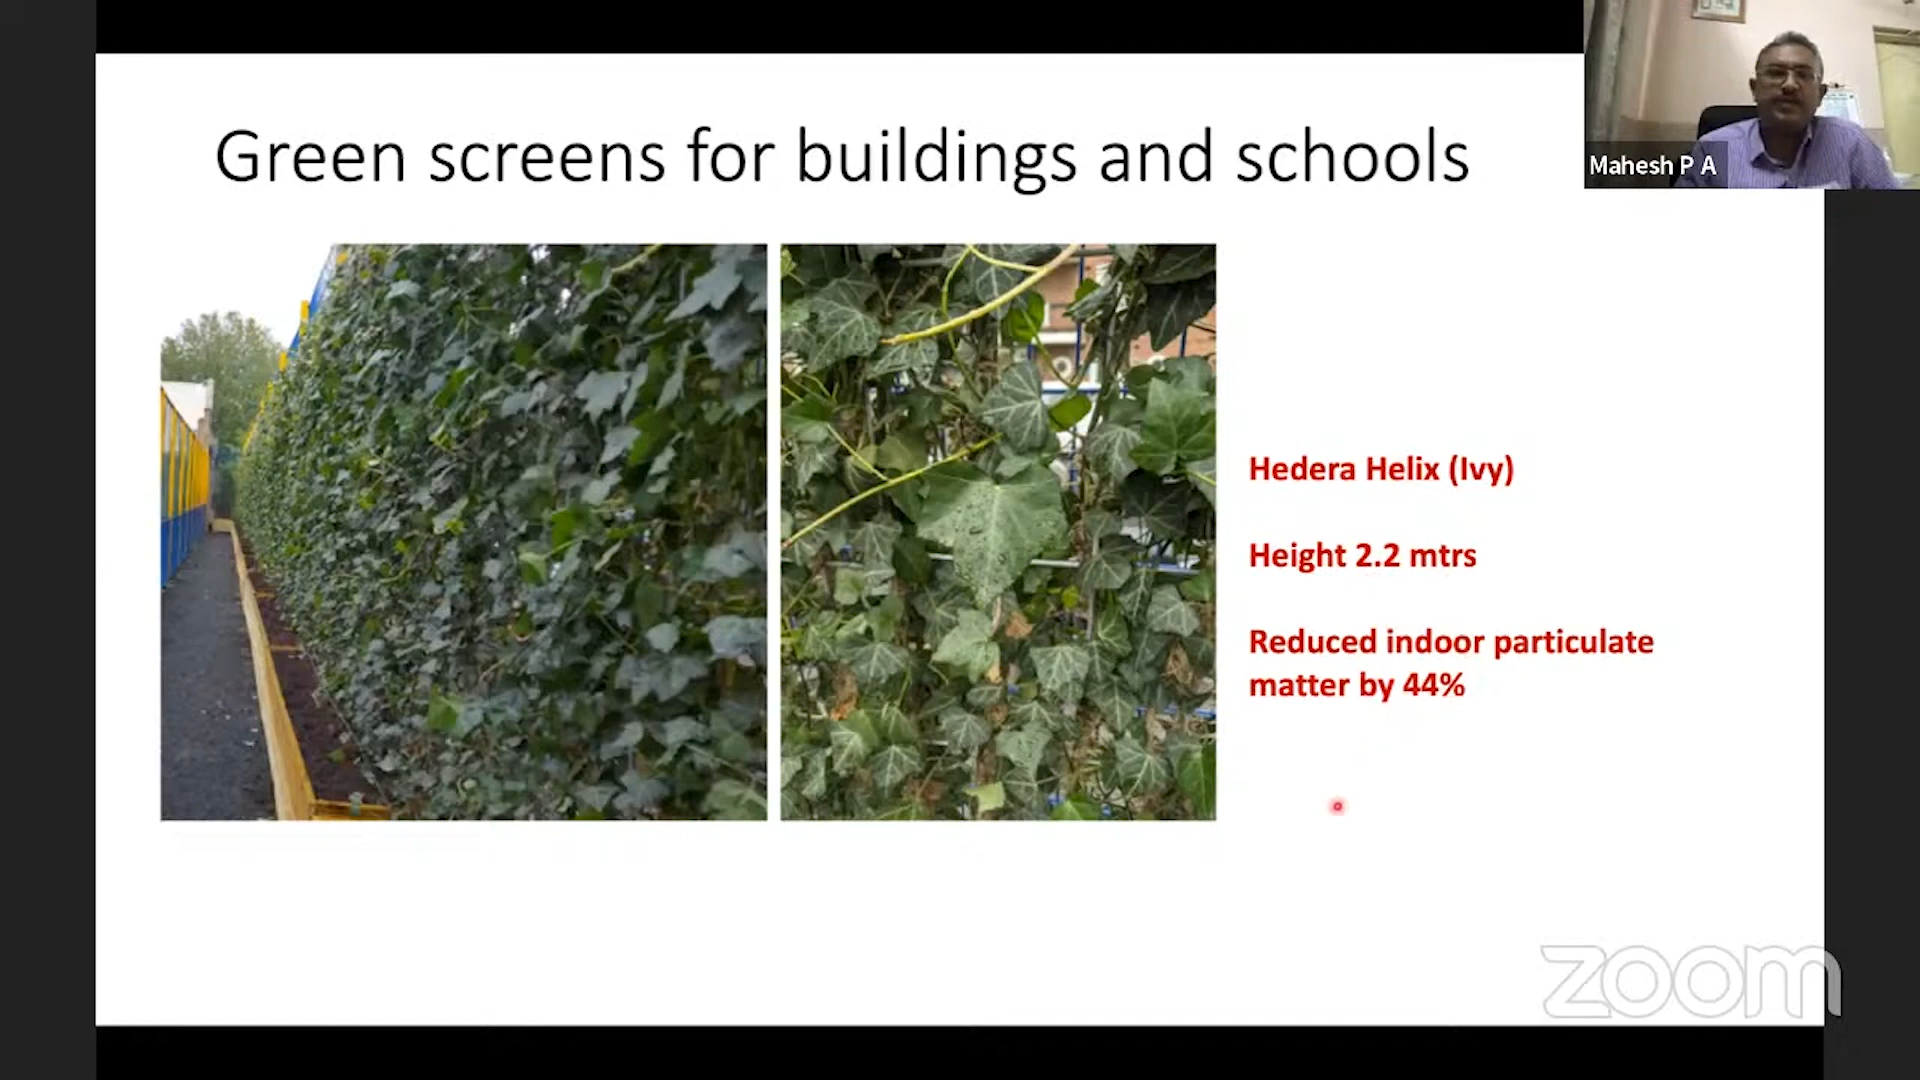 Green screens for buildings and schools
Mahesh P A
Hedera Helix (Ivy)
Height 2.2 mtrs
Reduced indoor particulate
matter by 44%
zoom